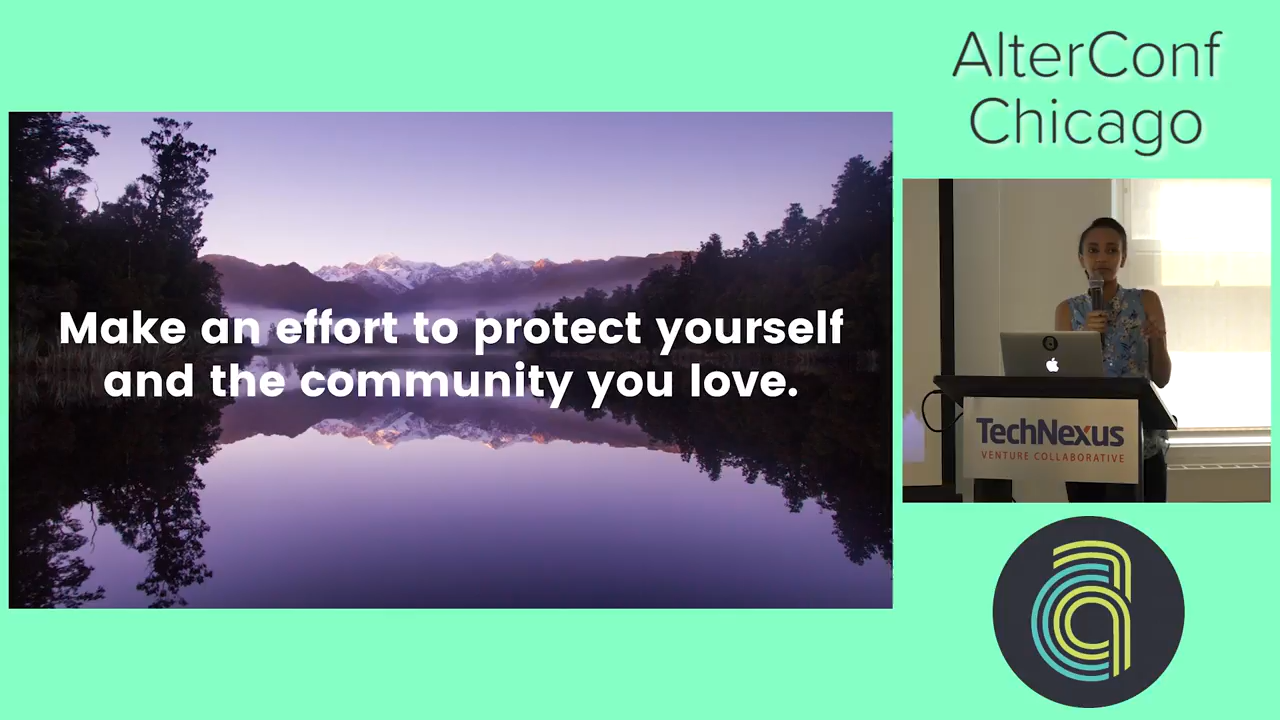 AlterConf
Chicago
Make an effort to protect yourself
and the community you love.
TechNexus
VENTURE COLLABORATIVE